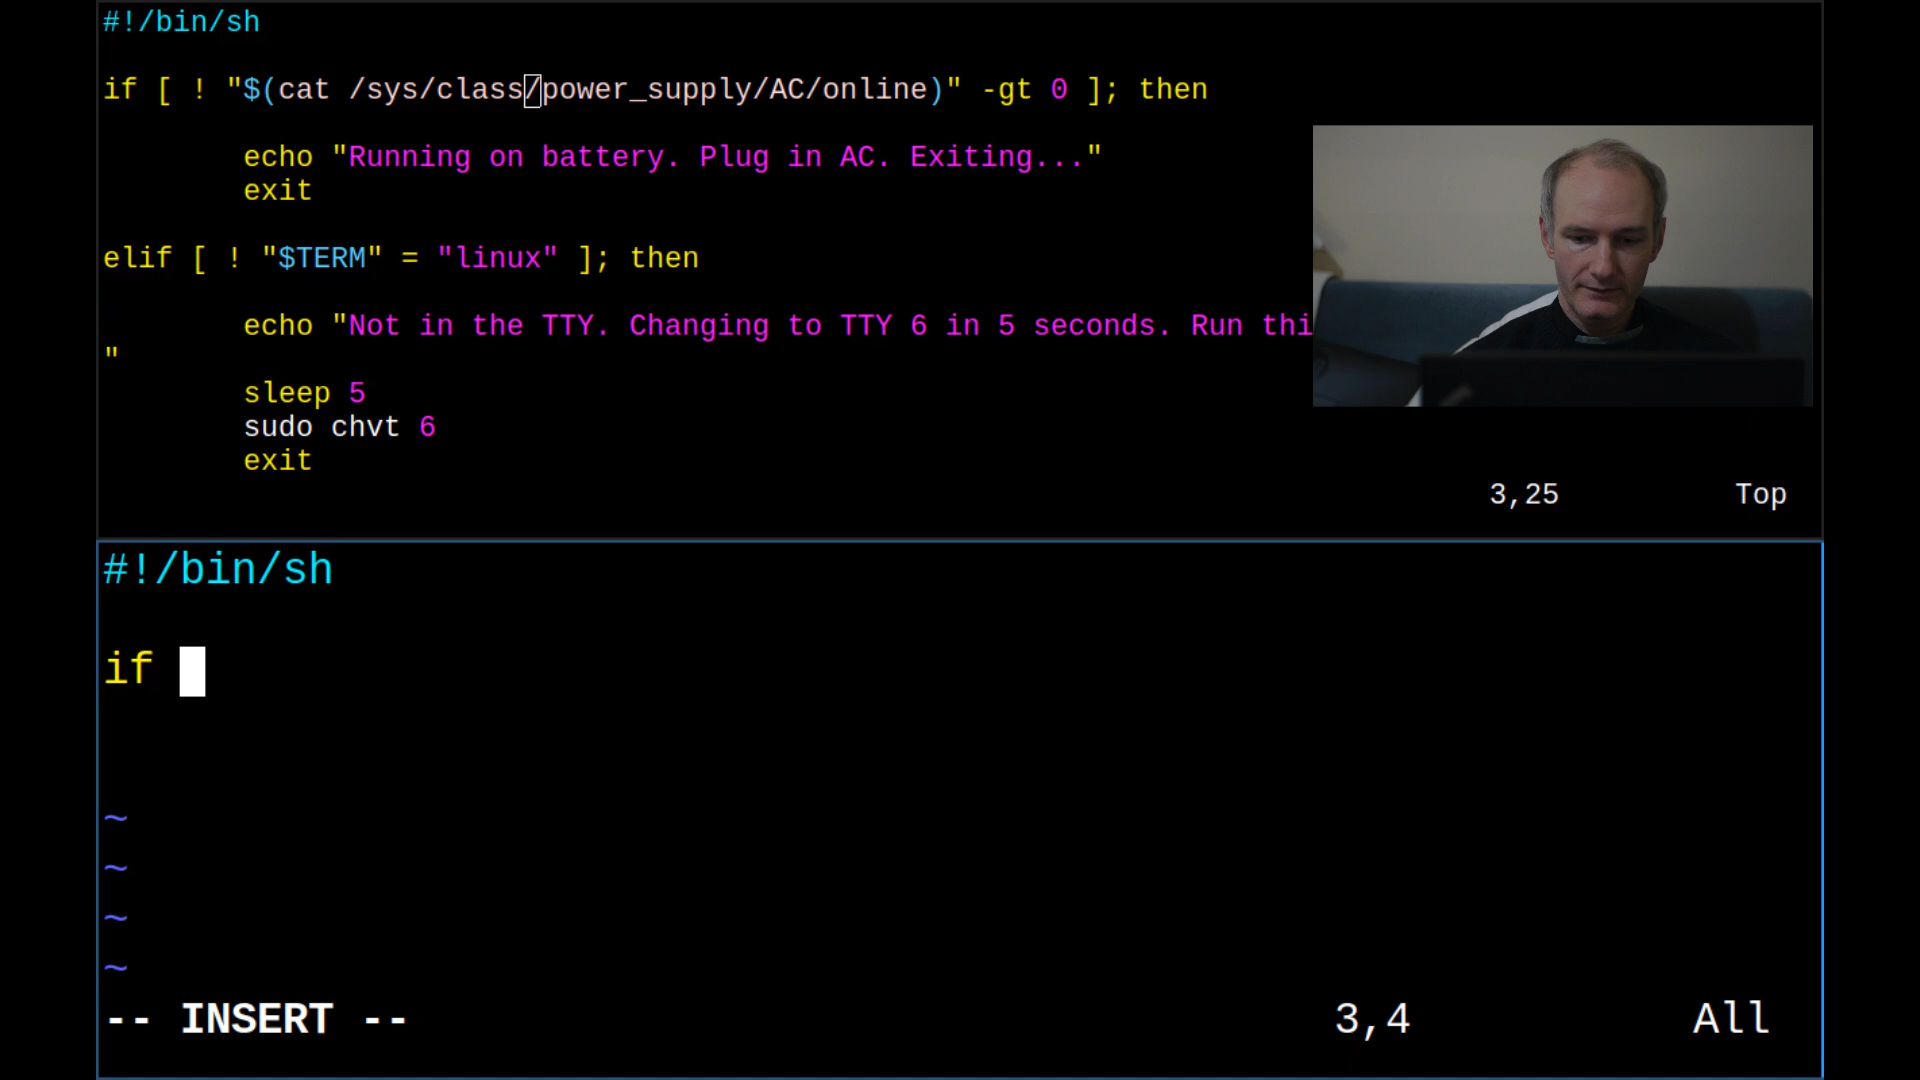 #!/bin/sh
if [ ! "$(cat /sys/class/power_supply/AC/online)" -gt 0 ]; then
echo "Running on battery. Plug in AC. Exiting..."
exit
elif [ ! "$TERM" = "linux" ]; then
echo "Not in the TTY. Changing to TTY 6 in 5 seconds. Run thi
"
sleep 5
sudo chvt 6
exit
3,25 Top
#!/bin/sh
if
~
~
~
~
-- INSERT -- 3,4 All